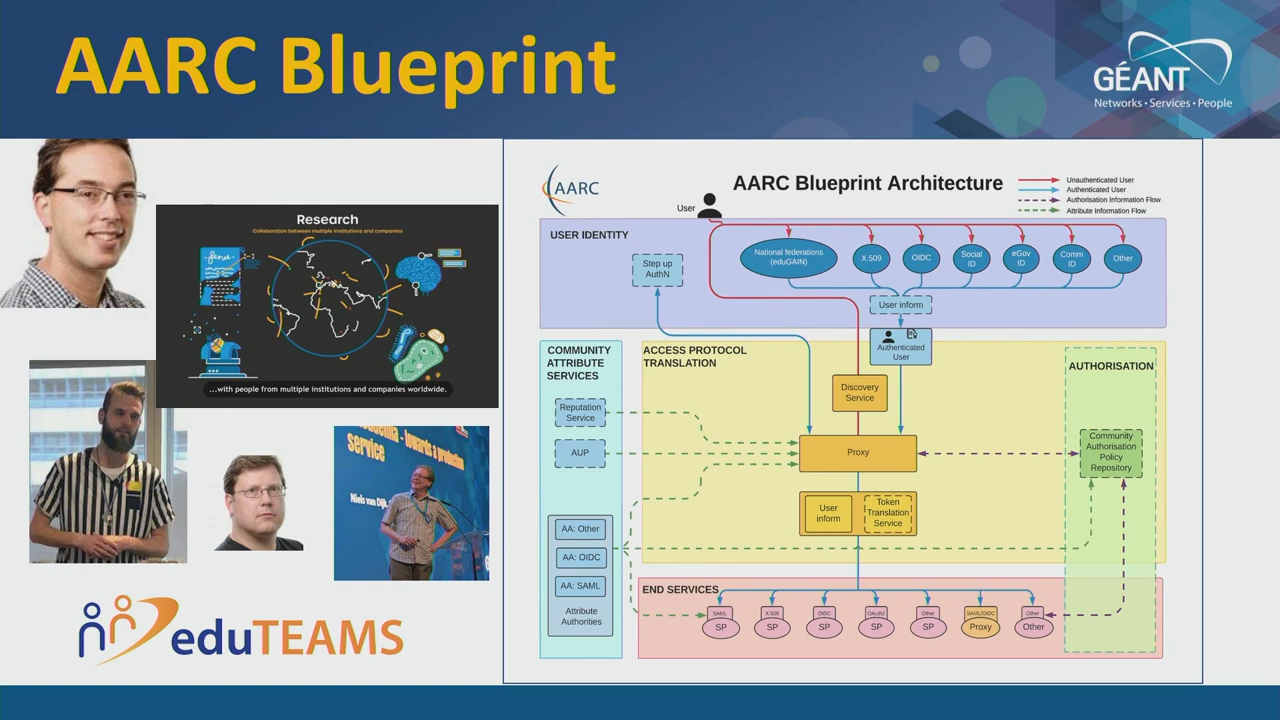 AARC Blueprint
GÉANT
Networks • Services • People
Research
Collaboration between multiple institutions and companies
...with people from multiple institutions and companies worldwide.
service
Niels van Dijk
eduTEAMS
AARC
AARC Blueprint Architecture
Unauthenticated User
Authenticated User
Authorisation Information Flow
Attribute Information Flow
User
USER IDENTITY
Step up
AuthN
National federations
(eduGAIN)
X.509
OIDC
Social
ID
eGov
ID
Comm
ID
Other
User inform
Authenticated
User
COMMUNITY
ATTRIBUTE
SERVICES
ACCESS PROTOCOL
TRANSLATION
AUTHORISATION
Discovery
Service
Reputation
Service
AUP
Proxy
Community
Authorisation
Policy
Repository
User
inform
Token
Translation
Service
AA: Other
AA: OIDC
AA: SAML
Attribute
Authorities
END SERVICES
SAML
SP
X.509
SP
OIDC
SP
OAuth2
SP
Other
SP
SAML/OIDC
Proxy
Other
Other